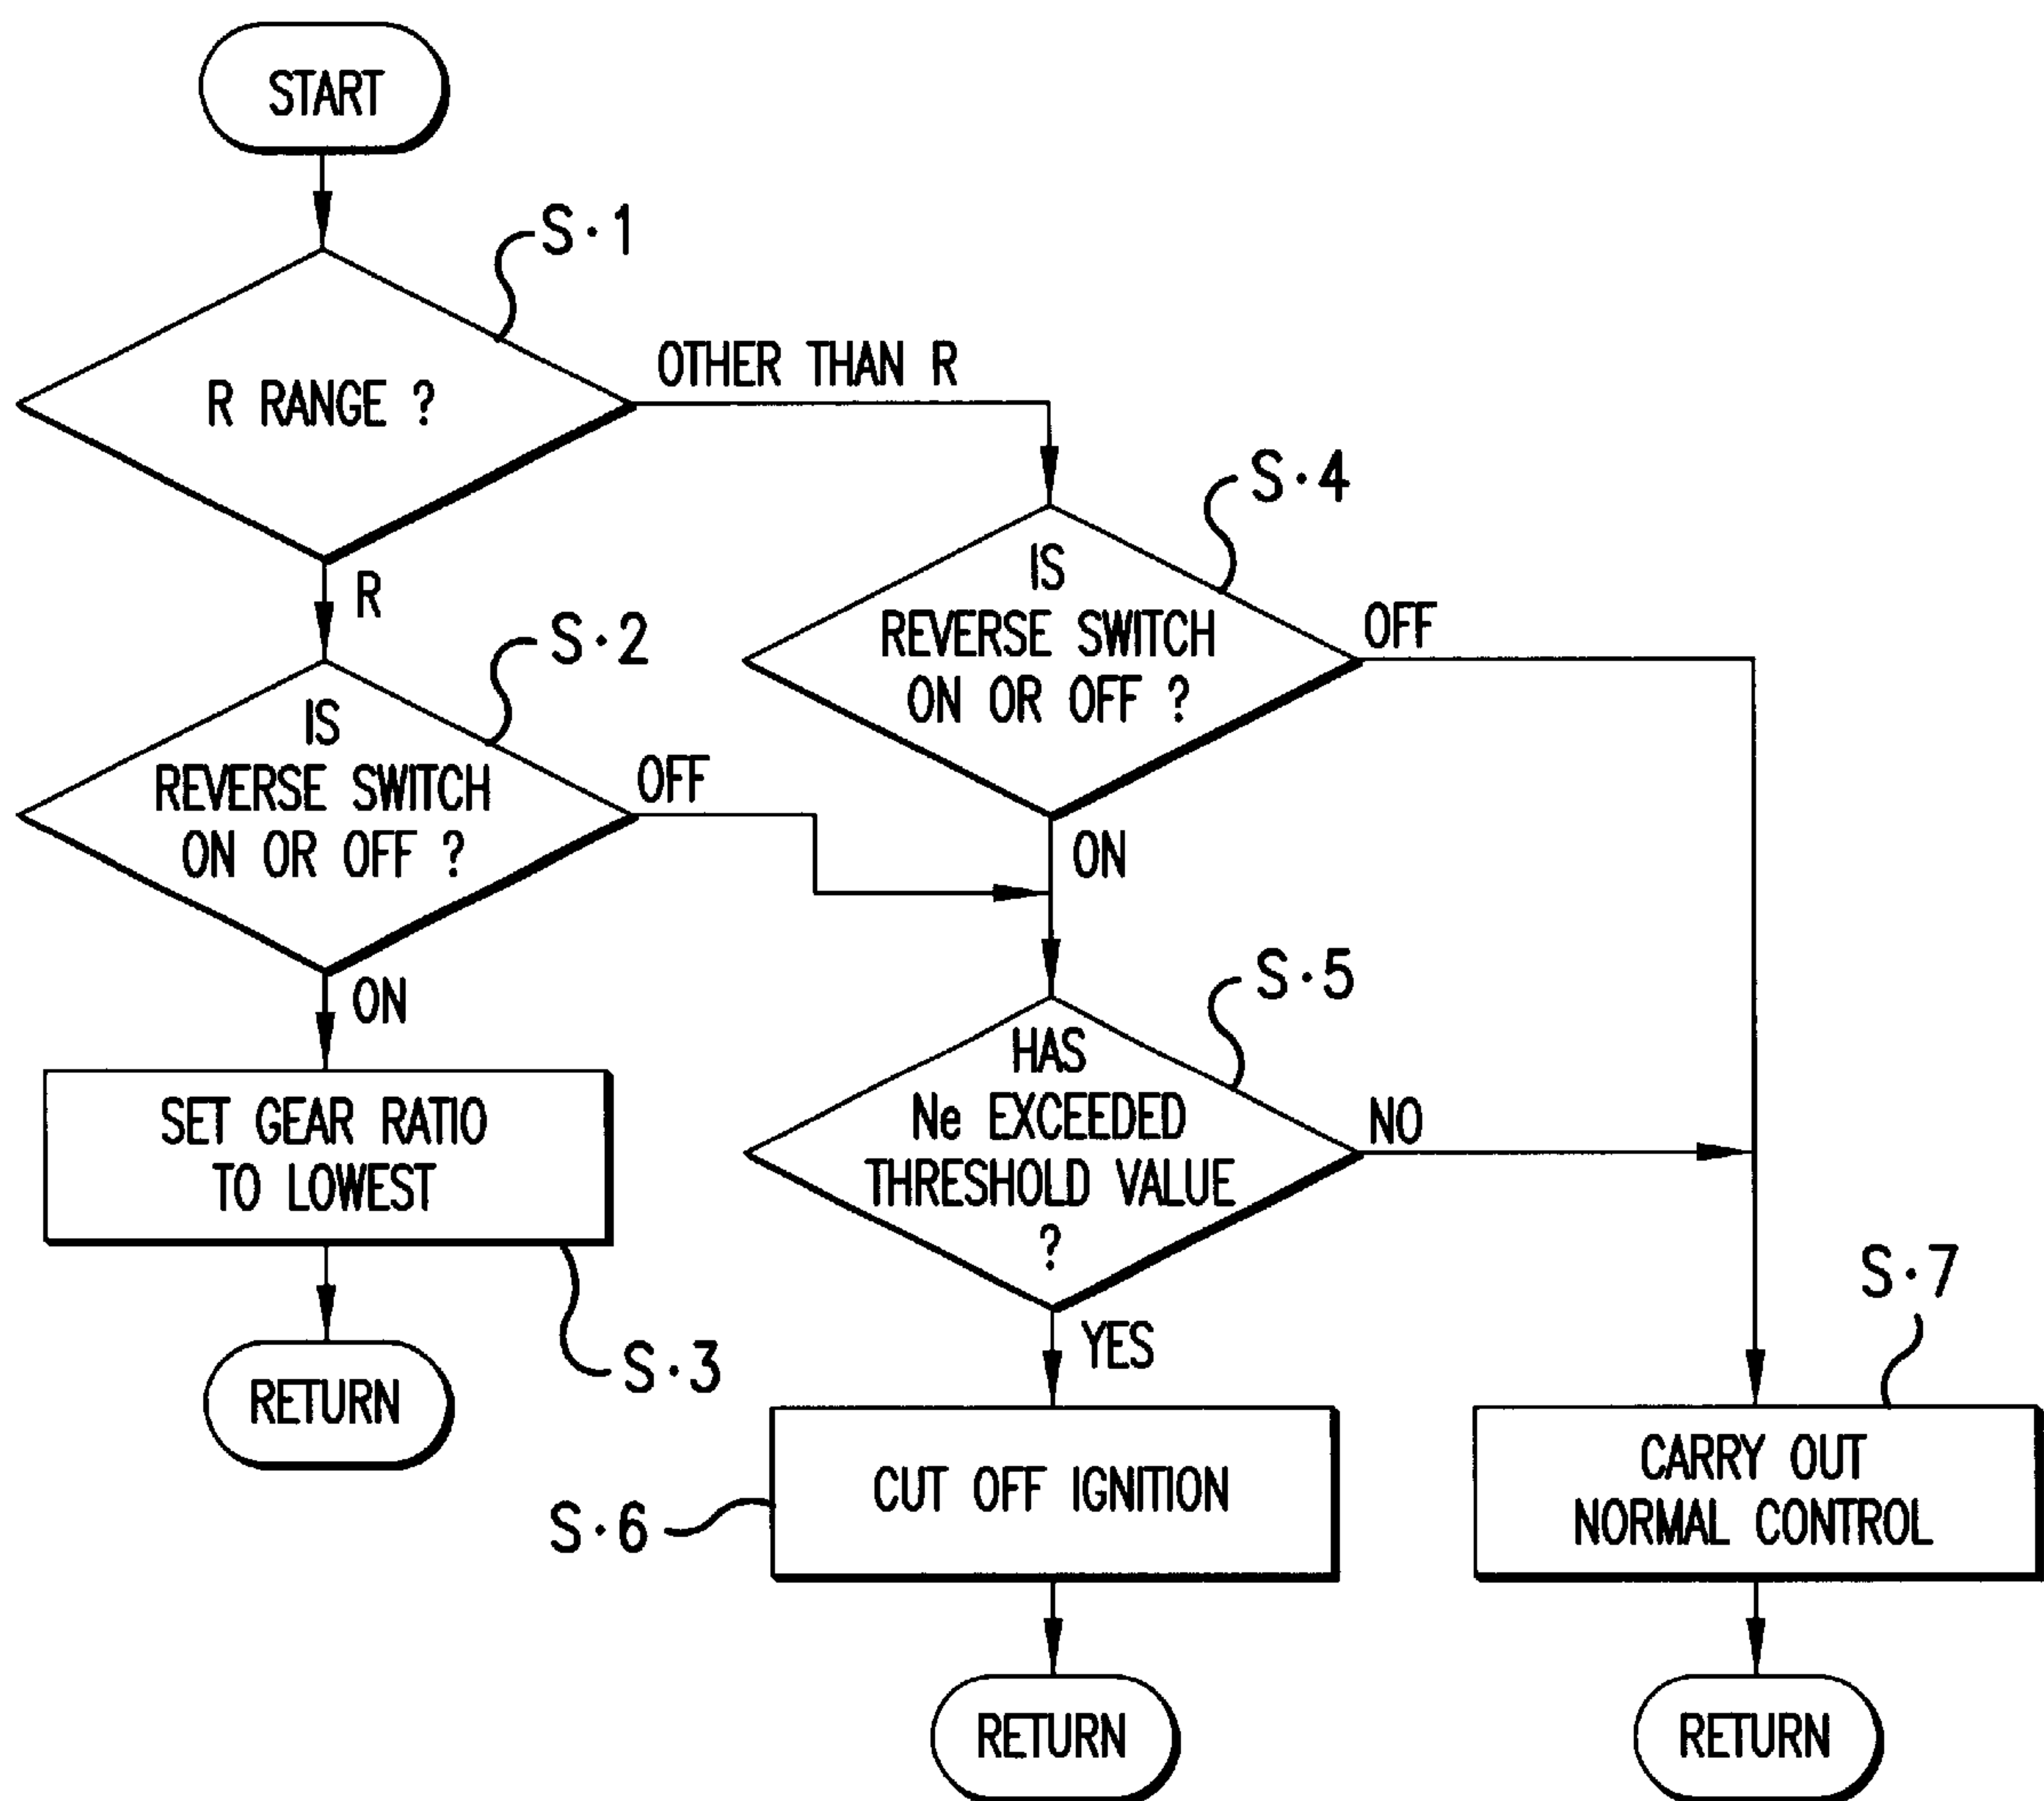 START
S·1
R RANGE ?
OTHER THAN R
R
S·2
IS
REVERSE SWITCH
ON OR OFF ?
OFF
ON
SET GEAR RATIO
TO LOWEST
S·3
RETURN
S·4
IS
REVERSE SWITCH
ON OR OFF ?
OFF
ON
S·5
HAS
Ne EXCEEDED
THRESHOLD VALUE
?
NO
YES
S·6
CUT OFF IGNITION
RETURN
S·7
CARRY OUT
NORMAL CONTROL
RETURN